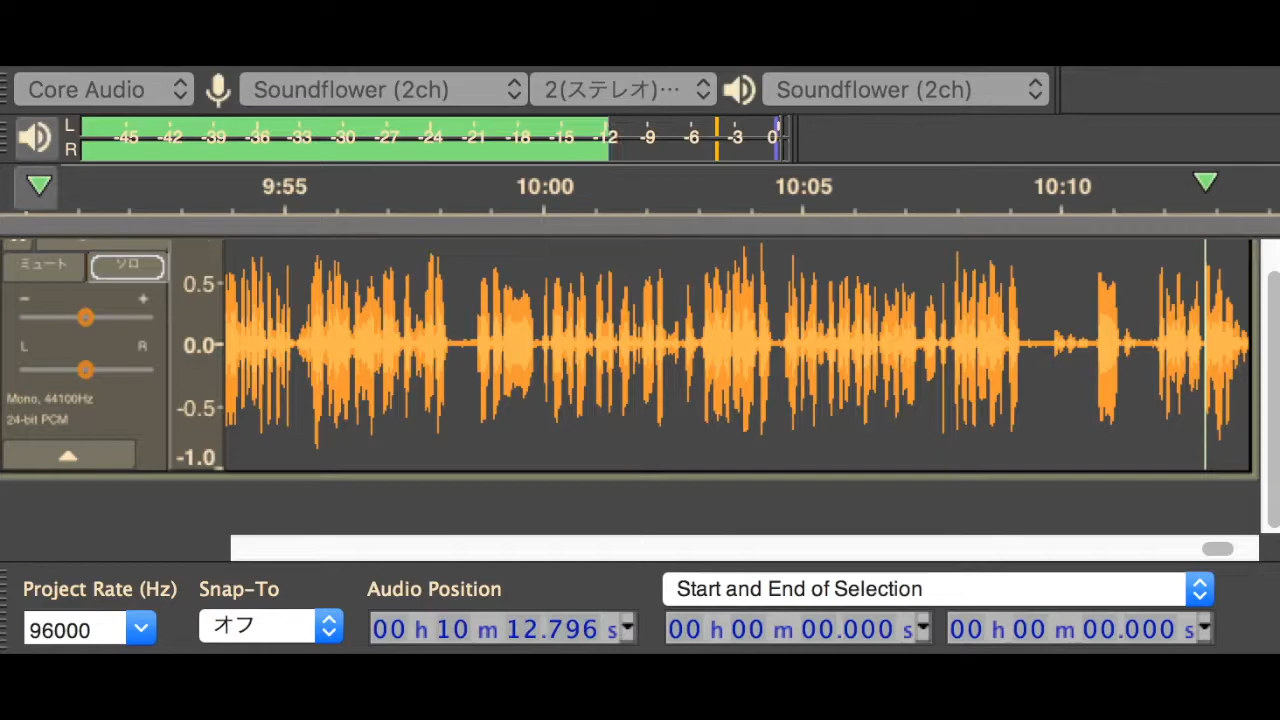 Core Audio Soundflower (2ch) 2(ステレオ)… Soundflower (2ch)
L -45 -42 -39 -36 -33 -30 -27 -24 -21 -18 -15 -12 -9 -6 -3 0
R
9:55 10:00 10:05 10:10
ミュート ソロ
0.5
- +
0.0
L R
Mono, 44100Hz
-0.5
24-bit PCM
-1.0
Project Rate (Hz) Snap-To Audio Position Start and End of Selection
96000 オフ 00 h 10 m 12.796 s 00 h 00 m 00.000 s 00 h 00 m 00.000 s